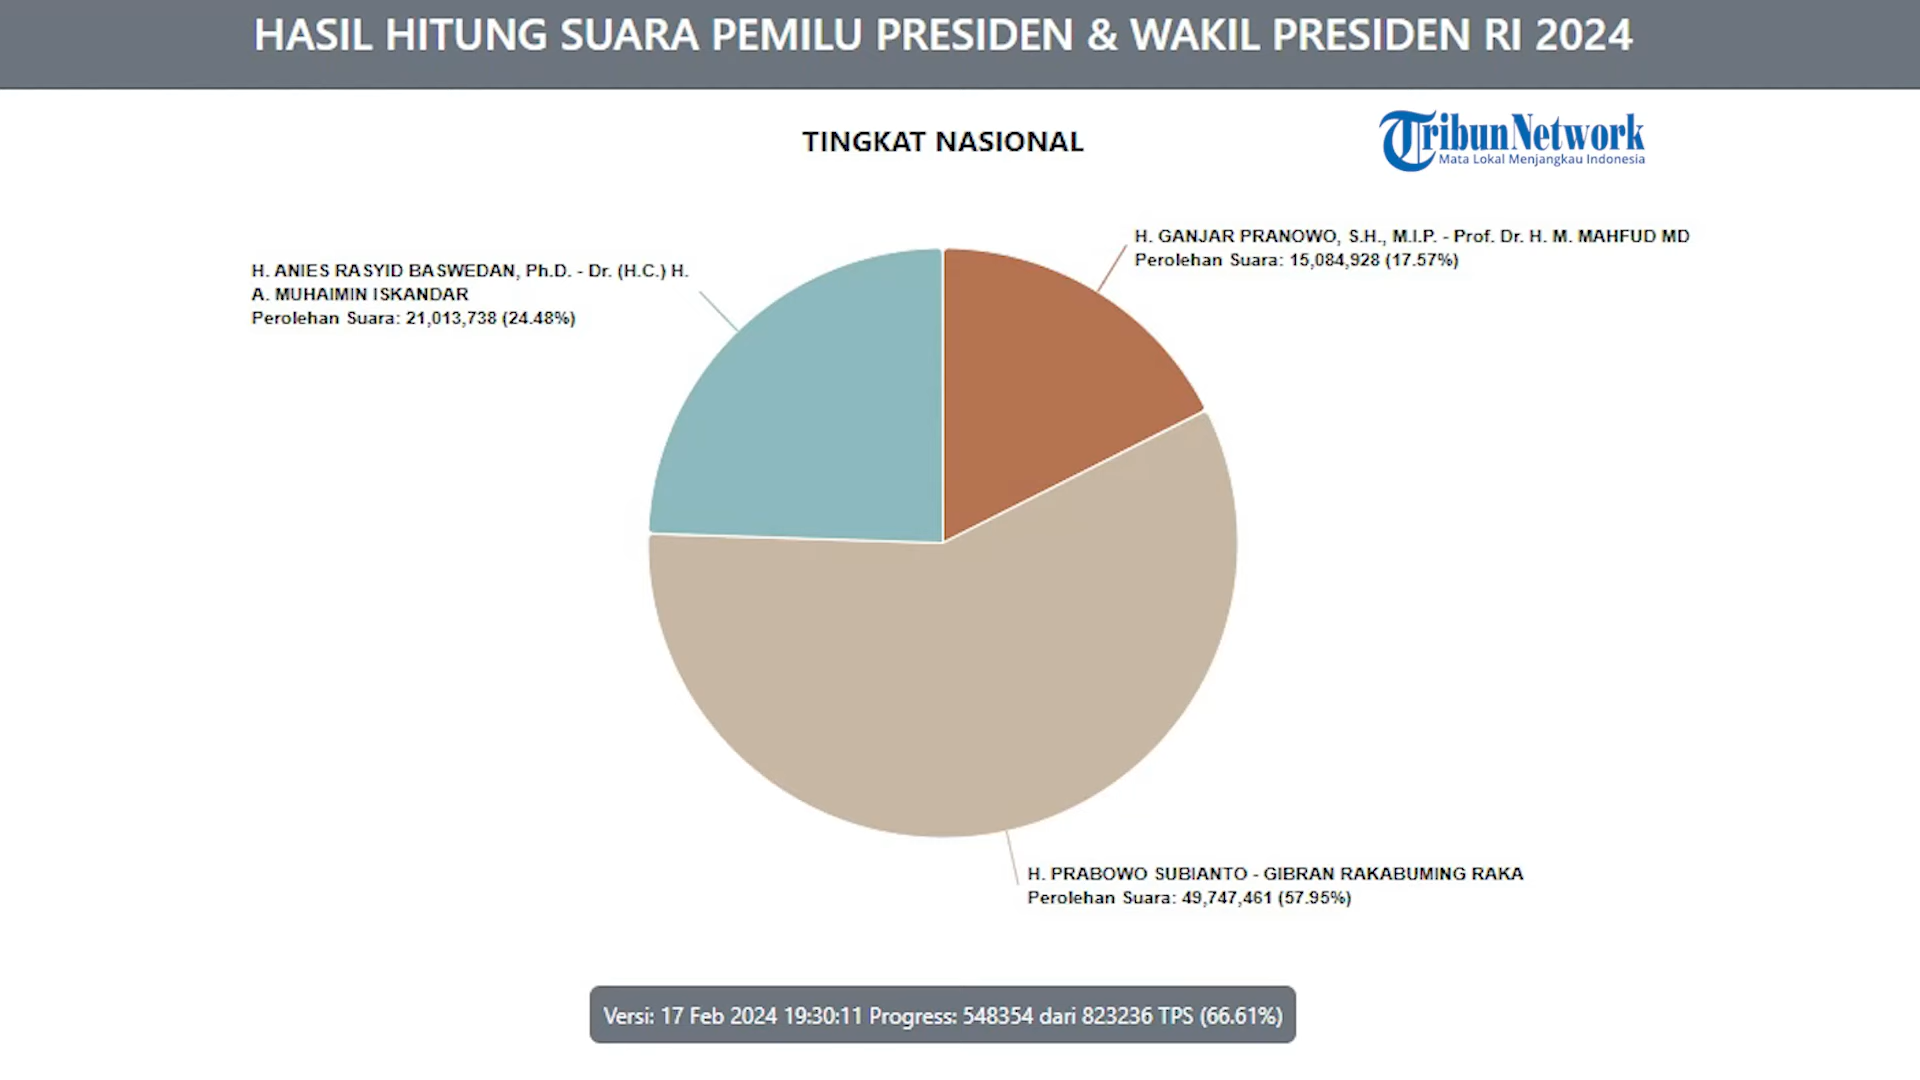 HASIL HITUNG SUARA PEMILU PRESIDEN & WAKIL PRESIDEN RI 2024
TINGKAT NASIONAL
TribunNetwork
Mata Lokal Menjangkau Indonesia
H. GANJAR PRANOWO, S.H., M.I.P. - Prof. Dr. H. M. MAHFUD MD
Perolehan Suara: 15,084,928 (17.57%)
H. ANIES RASYID BASWEDAN, Ph.D. - Dr. (H.C.) H.
A. MUHAIMIN ISKANDAR
Perolehan Suara: 21,013,738 (24.48%)
H. PRABOWO SUBIANTO - GIBRAN RAKABUMING RAKA
Perolehan Suara: 49,747,461 (57.95%)
Versi: 17 Feb 2024 19:30:11 Progress: 548354 dari 823236 TPS (66.61%)